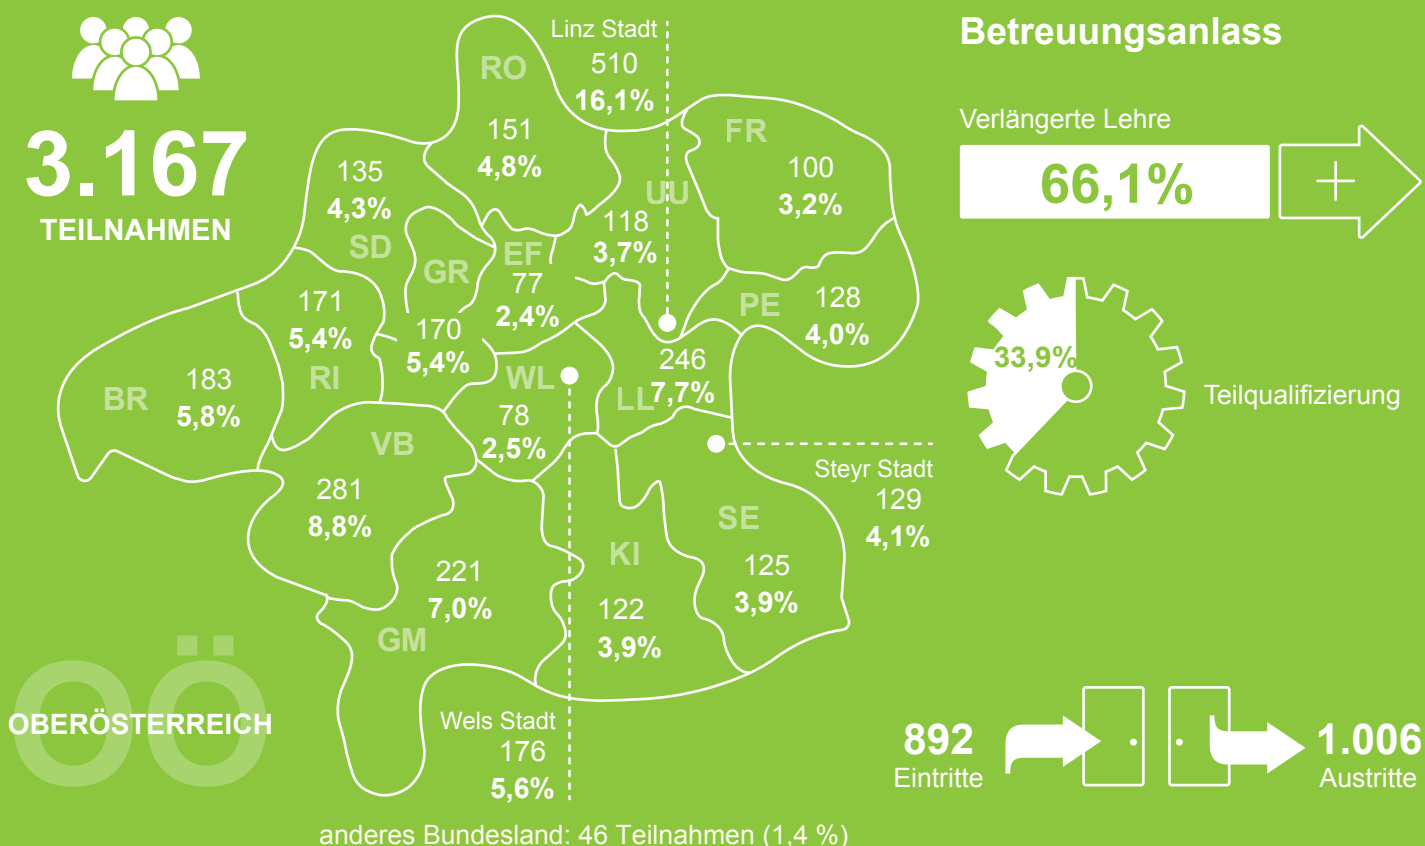 3.167
TEILNAHMEN
Linz Stadt
510
16,1%
RO
151
4,8%
FR
100
3,2%
135
4,3%
SD
UU
118
3,7%
GR
170
5,4%
EF
77
2,4%
PE
128
4,0%
171
5,4%
RI
BR
183
5,8%
WL
78
2,5%
246
LL
7,7%
VB
281
8,8%
Steyr Stadt
129
4,1%
SE
125
3,9%
KI
122
3,9%
221
7,0%
GM
Wels Stadt
176
5,6%
OÖ
OBERÖSTERREICH
anderes Bundesland: 46 Teilnahmen (1,4 %)
Betreuungsanlass
Verlängerte Lehre
66,1%
+
33,9%
Teilqualifizierung
892
Eintritte
1.006
Austritte